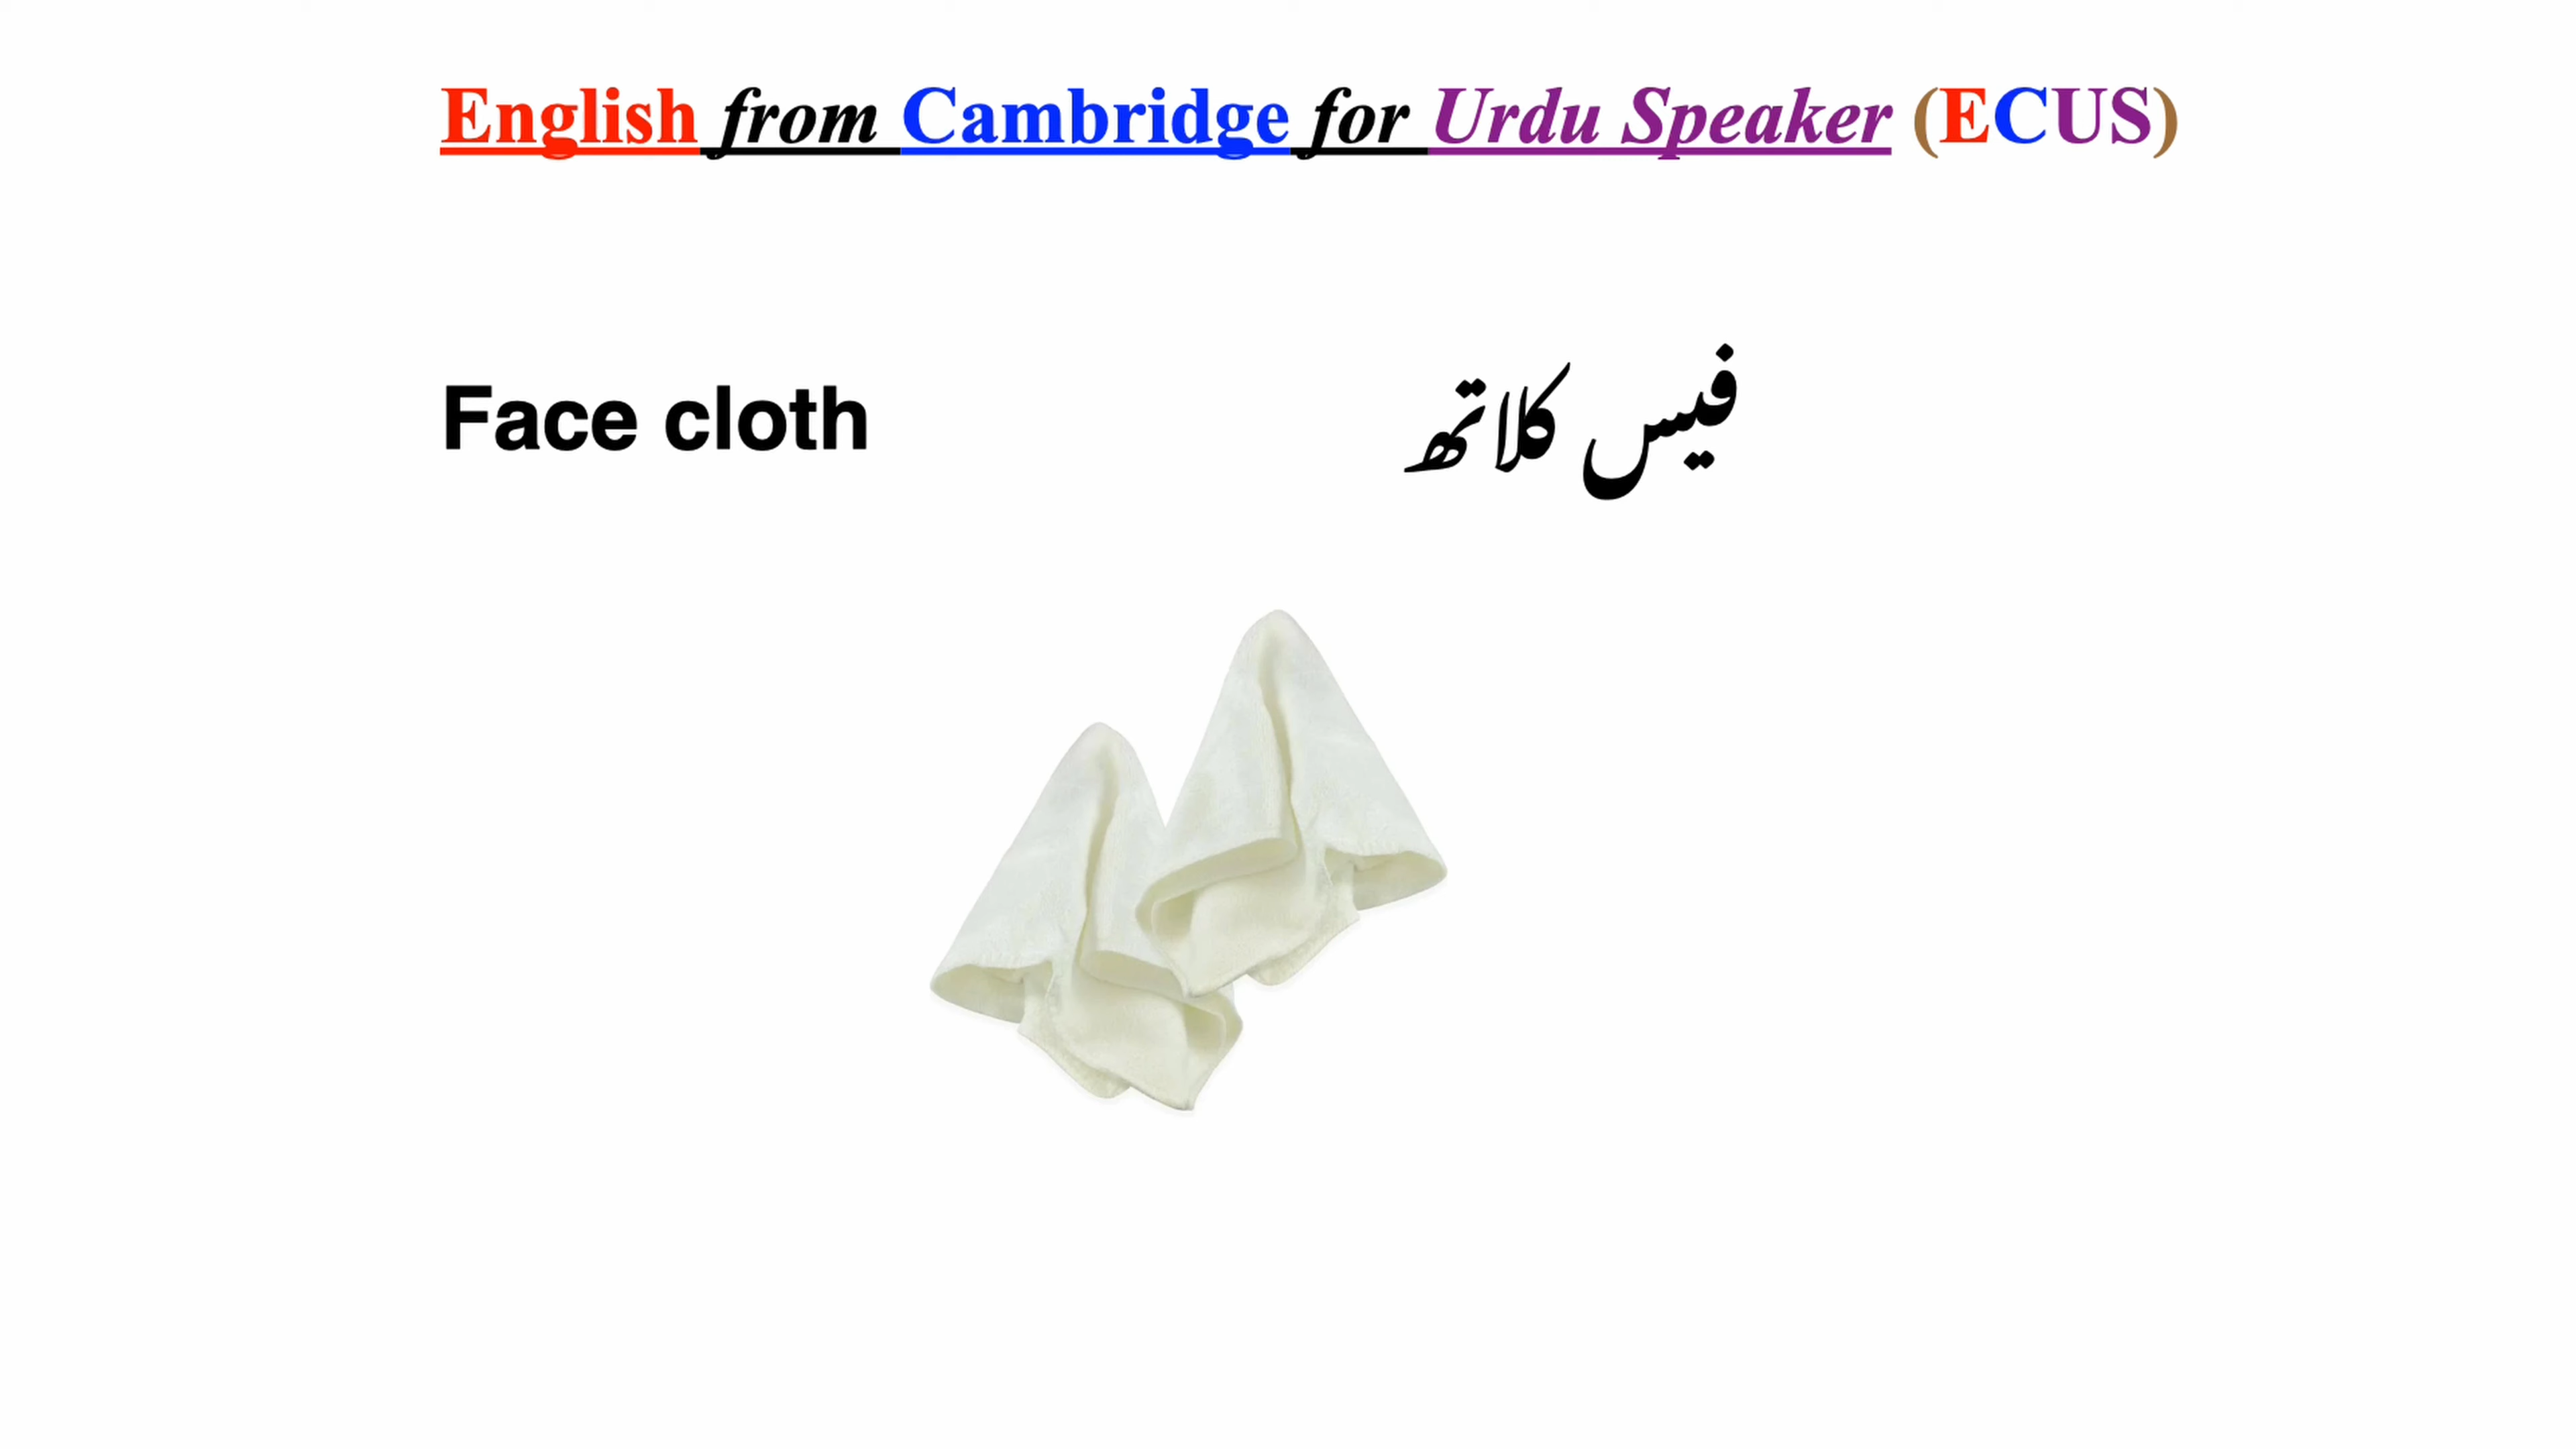 English from Cambridge for Urdu Speaker (ECUS)
Face cloth
فیس کلاتھ